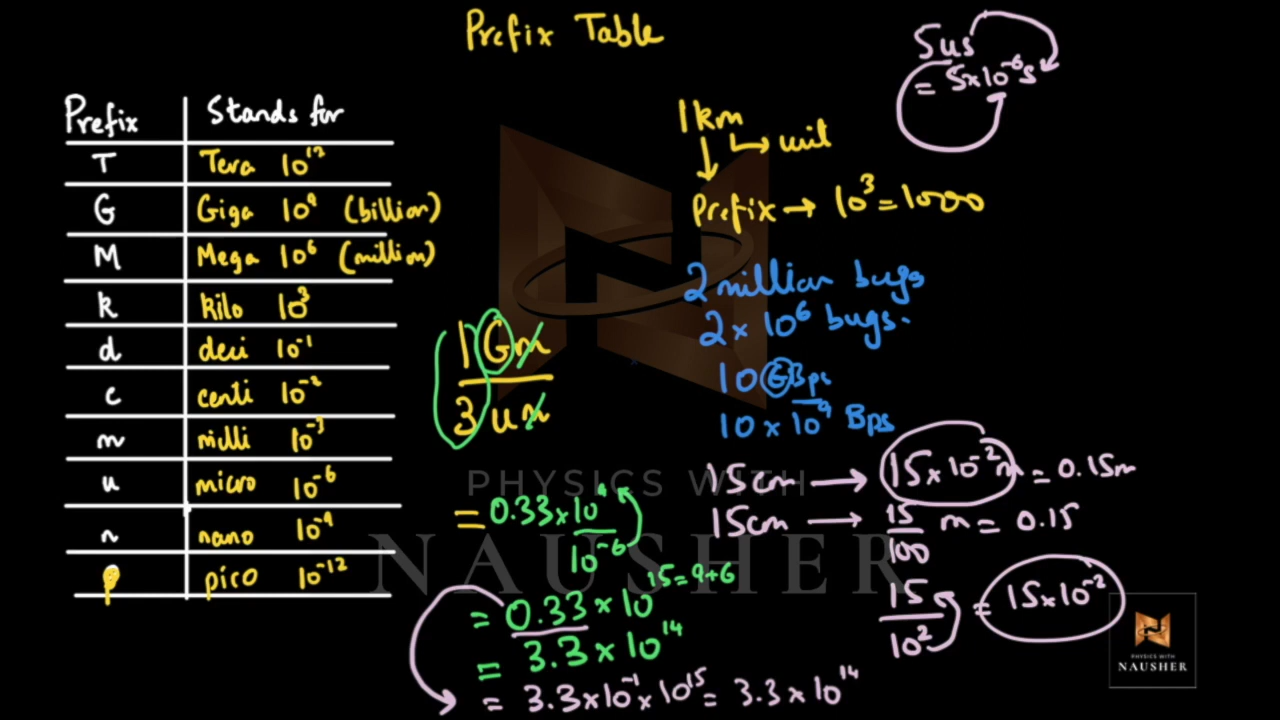 Prefix Table
Prefix Stands for
T Tera 10¹²
G Giga 10⁹ (billion)
M Mega 10⁶ (million)
k kilo 10³
d deci 10⁻¹
c centi 10⁻²
m milli 10⁻³
u micro 10⁻⁶
n nano 10⁻⁹
p pico 10⁻¹²
1Gm
3um
= 0.33×10⁹
10⁻⁶
= 0.33×10 15=9+6
= 3.3×10¹⁴
= 3.3×10⁻¹×10¹⁵ = 3.3×10¹⁴
1km
unit
Prefix → 10³=1000
2 million bugs
2×10⁶ bugs.
10 GBps
10×10⁹ Bps
15cm → 15×10⁻²m = 0.15m
15cm → 15 m = 0.15
100
15 = 15×10⁻²
10²
5us
= 5×10⁻⁶s
PHYSICS WITH
NAUSHER
PHYSICS WITH
NAUSHER